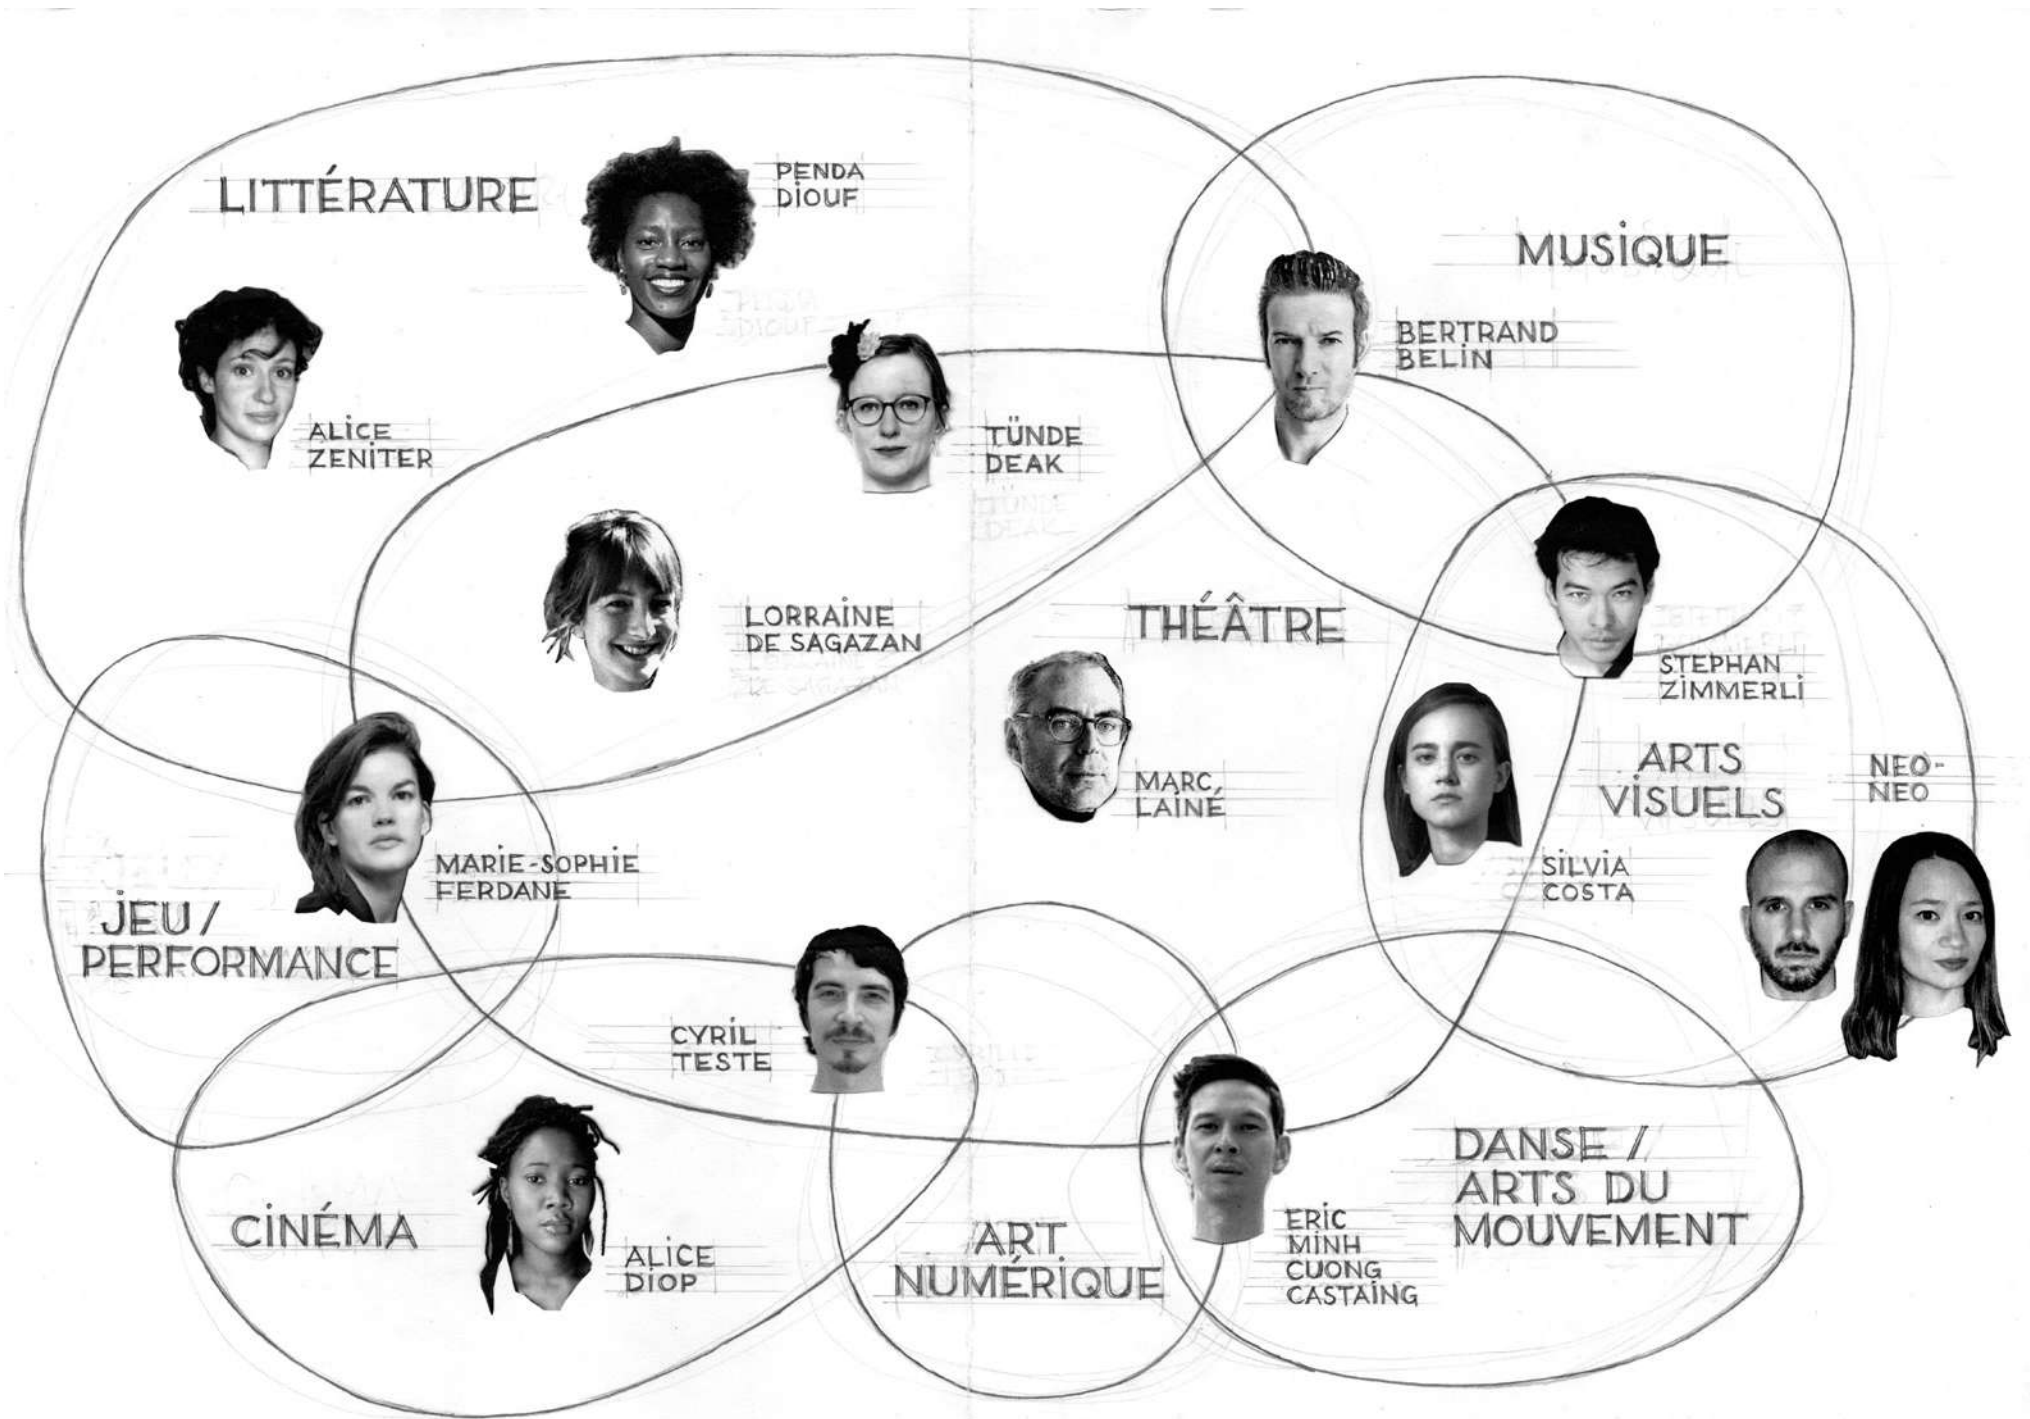 LITTÉRATURE
PENDA
DIOUF
MUSIQUE
BERTRAND
BELIN
ALICE
ZENITER
TÜNDE
DEAK
LORRAINE
DE SAGAZAN
THÉÂTRE
STEPHAN
ZIMMERLI
MARC
LAINÉ
ARTS
VISUELS
NEO-
NEO
MARIE-SOPHIE
FERDANE
SILVIA
COSTA
JEU /
PERFORMANCE
CYRIL
TESTE
CINÉMA
ALICE
DIOP
ART
NUMÉRIQUE
ERIC
MINH
CUONG
CASTAING
DANSE /
ARTS DU
MOUVEMENT